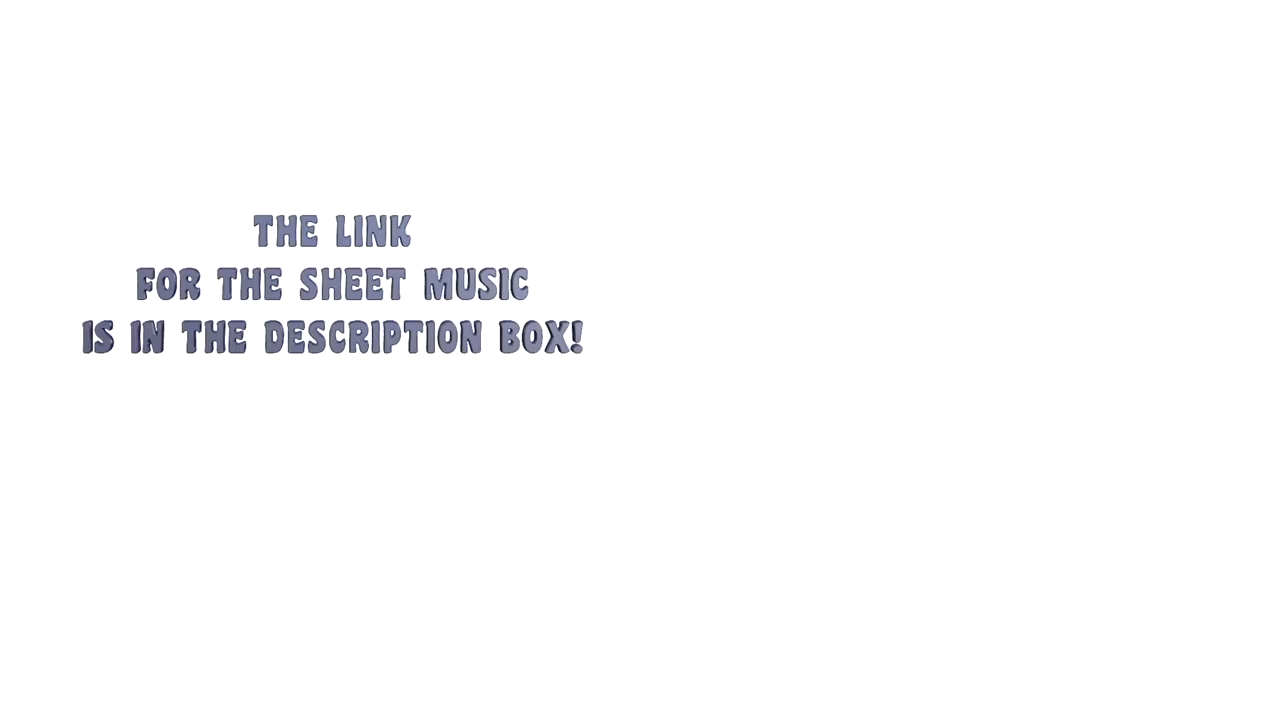 THE LINK
FOR THE SHEET MUSIC
IS IN THE DESCRIPTION BOX!